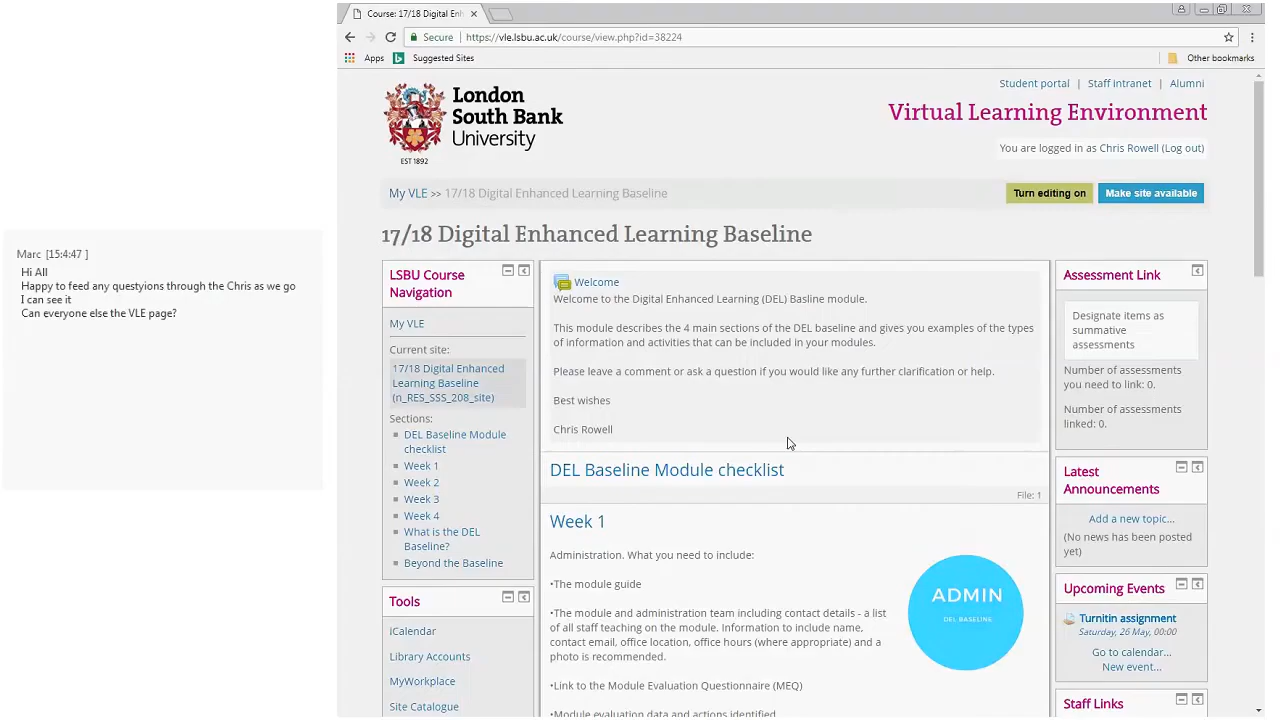 Course: 17/18 Digital Enh
Secure
https://vle.lsbu.ac.uk/course/view.php?id=38224
Apps
Suggested Sites
Other bookmarks
London
South Bank
University
EST 1892
Student portal | Staff intranet | Alumni
Virtual Learning Environment
You are logged in as Chris Rowell (Log out)
My VLE >> 17/18 Digital Enhanced Learning Baseline
Turn editing on
Make site available
17/18 Digital Enhanced Learning Baseline
Marc [15:4:47 ]
Hi All
Happy to feed any questyions through the Chris as we go
I can see it
Can everyone else the VLE page?
LSBU Course
Navigation
My VLE
Current site:
17/18 Digital Enhanced
Learning Baseline
(n_RES_SSS_208_site)
Sections:
DEL Baseline Module
checklist
Week 1
Week 2
Week 3
Week 4
What is the DEL
Baseline?
Beyond the Baseline
Tools
iCalendar
Library Accounts
MyWorkplace
Site Catalogue
Welcome
Welcome to the Digital Enhanced Learning (DEL) Basline module.
This module describes the 4 main sections of the DEL baseline and gives you examples of the types
of information and activities that can be included in your modules.
Please leave a comment or ask a question if you would like any further clarification or help.
Best wishes
Chris Rowell
DEL Baseline Module checklist
File: 1
Week 1
Administration. What you need to include:
•The module guide
•The module and administration team including contact details - a list
of all staff teaching on the module. Information to include name,
contact email, office location, office hours (where appropriate) and a
photo is recommended.
•Link to the Module Evaluation Questionnaire (MEQ)
•Module evaluation data and actions identified
ADMIN
DEL BASELINE
Assessment Link
Designate items as
summative
assessments
Number of assessments
you need to link: 0.
Number of assessments
linked: 0.
Latest
Announcements
Add a new topic...
(No news has been posted
yet)
Upcoming Events
Turnitin assignment
Saturday, 26 May, 00:00
Go to calendar...
New event...
Staff Links